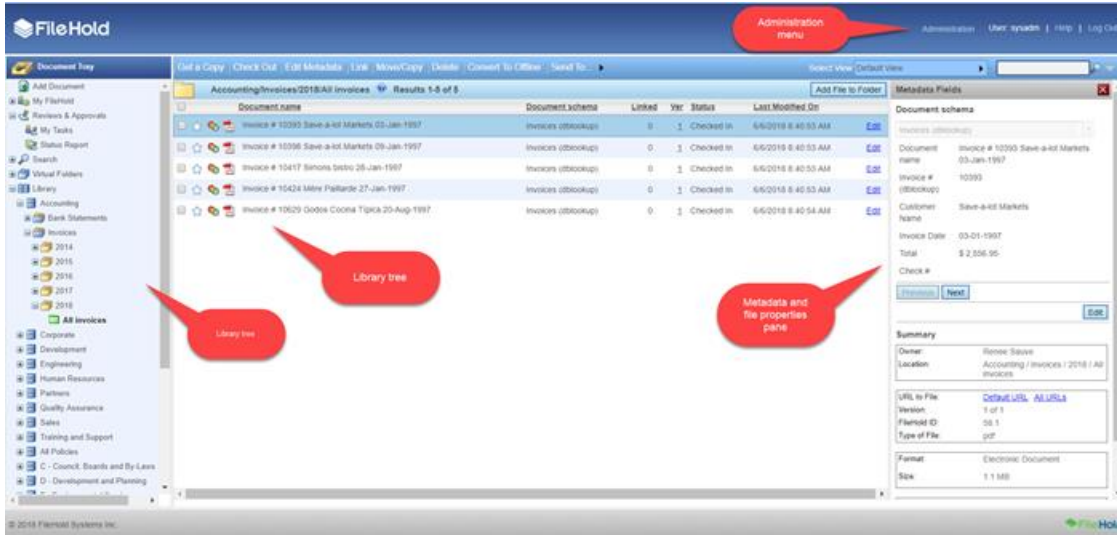 FileHold
Administration menu
Administration User: sysadm | Help | Log Out
Document Tray
Get a Copy Check Out Edit Metadata Link Move/Copy Delete Convert To Offline Send To...
Select View Default View
Add Document
My FileHold
Reviews & Approvals
My Tasks
Status Report
Search
Virtual Folders
Library
Accounting
Bank Statements
Invoices
2014
2015
2016
2017
2018
All invoices
Corporate
Development
Engineering
Human Resources
Partners
Quality Assurance
Sales
Training and Support
All Policies
C - Council, Boards and By-Laws
D - Development and Planning
Accounting/Invoices/2018/All invoices Results 1-5 of 5
Add File to Folder
Document name Document schema Linked Ver Status Last Modified On
Invoice # 10393 Save-a-lot Markets 03-Jan-1997 Invoices (dblookup) 0 1 Checked In 6/6/2018 8:40:53 AM Edit
Invoice # 10398 Save-a-lot Markets 09-Jan-1997 Invoices (dblookup) 0 1 Checked In 6/6/2018 8:40:53 AM Edit
Invoice # 10417 Simons bistro 28-Jan-1997 Invoices (dblookup) 0 1 Checked In 6/6/2018 8:40:53 AM Edit
Invoice # 10424 Mère Paillarde 27-Jan-1997 Invoices (dblookup) 0 1 Checked In 6/6/2018 8:40:53 AM Edit
Invoice # 10629 Godos Cocina Típica 20-Aug-1997 Invoices (dblookup) 0 1 Checked In 6/6/2018 8:40:54 AM Edit
Library tree
Library tree
Metadata and
file properties
pane
Metadata Fields
Document schema
Invoices (dblookup)
Document name Invoice # 10393 Save-a-lot Markets 03-Jan-1997
Invoice # (dblookup) 10393
Customer Name Save-a-lot Markets
Invoice Date 03-01-1997
Total $ 2,556.95
Check #
Previous Next
Edit
Summary
Owner: Renee Sauve
Location: Accounting / Invoices / 2018 / All invoices
URL to File: Default URL All URLs
Version: 1 of 1
FileHold ID: 58.1
Type of File: pdf
Format: Electronic Document
Size: 1.1 MB
© 2018 FileHold Systems Inc.
FileHol